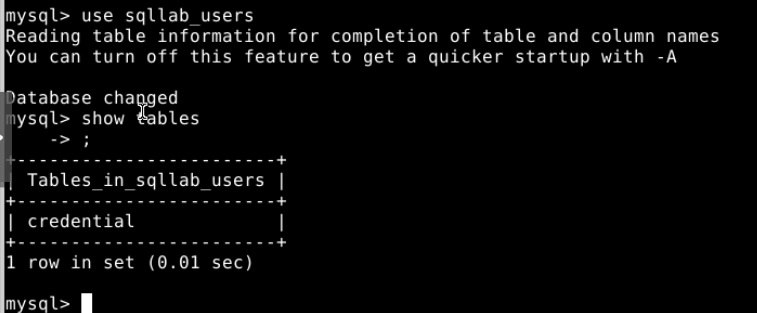 mysql> use sqllab_users
Reading table information for completion of table and column names
You can turn off this feature to get a quicker startup with -A
Database changed
mysql> show tables
    -> ;
+------------------------+
| Tables_in_sqllab_users |
+------------------------+
| credential             |
+------------------------+
1 row in set (0.01 sec)
mysql>